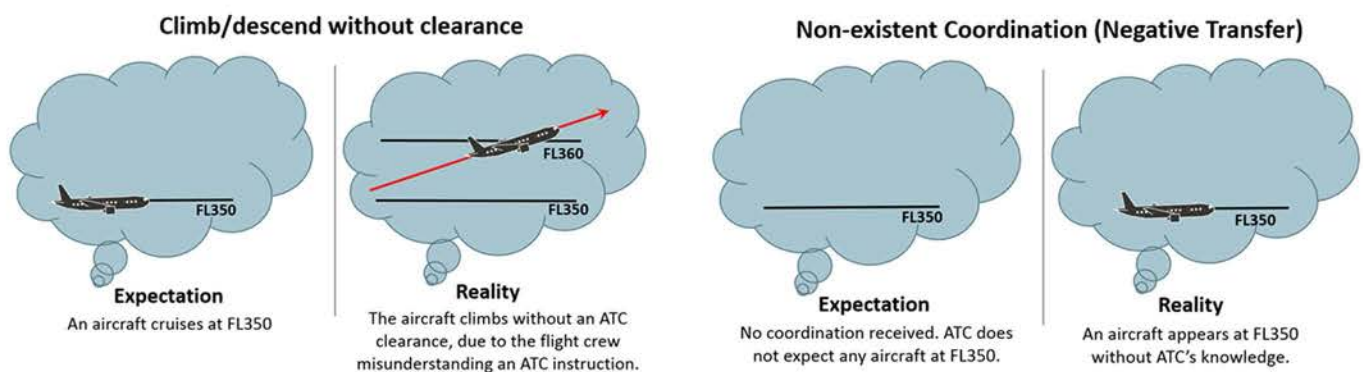 Climb/descend without clearance
FL350
Expectation
An aircraft cruises at FL350
FL360
FL350
Reality
The aircraft climbs without an ATC
clearance, due to the flight crew
misunderstanding an ATC instruction.
Non-existent Coordination (Negative Transfer)
FL350
Expectation
No coordination received. ATC does
not expect any aircraft at FL350.
FL350
Reality
An aircraft appears at FL350
without ATC’s knowledge.